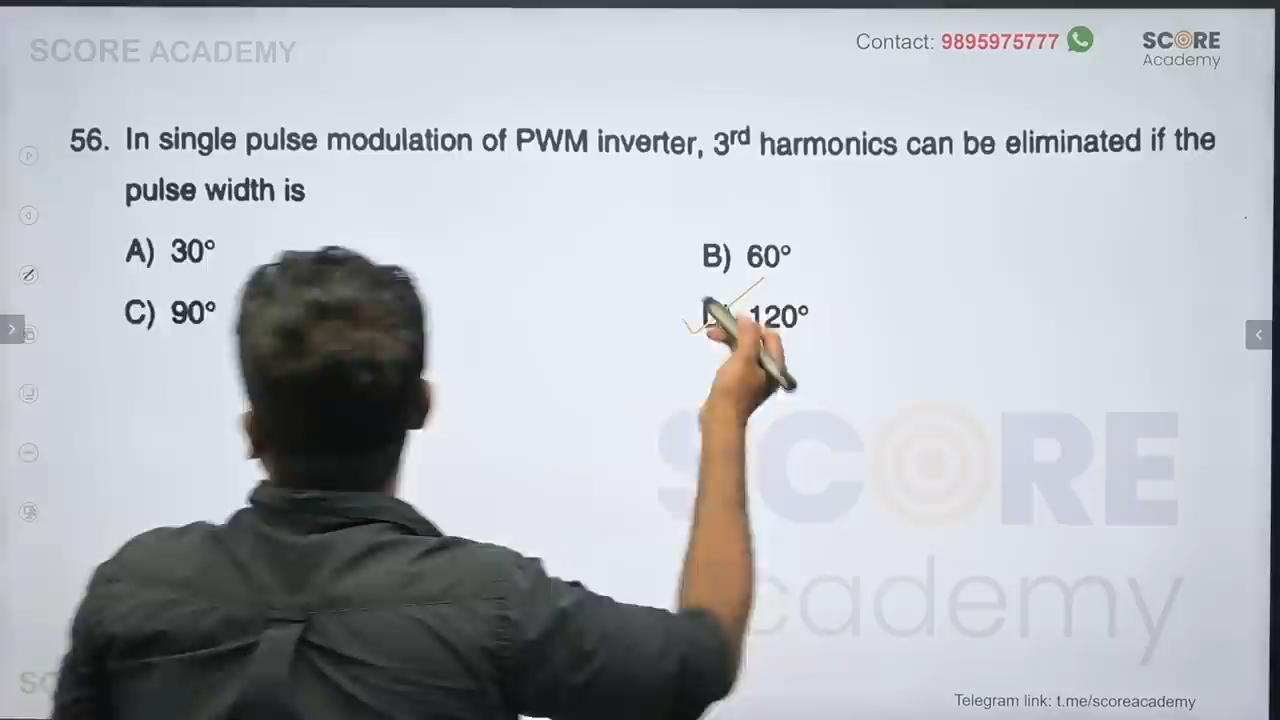 SCORE ACADEMY
Contact: 9895975777
SCORE
Academy
56. In single pulse modulation of PWM inverter, 3rd harmonics can be eliminated if the
pulse width is
A) 30°
B) 60°
C) 90°
120°
SCORE
Academy
Telegram link: t.me/scoreacademy